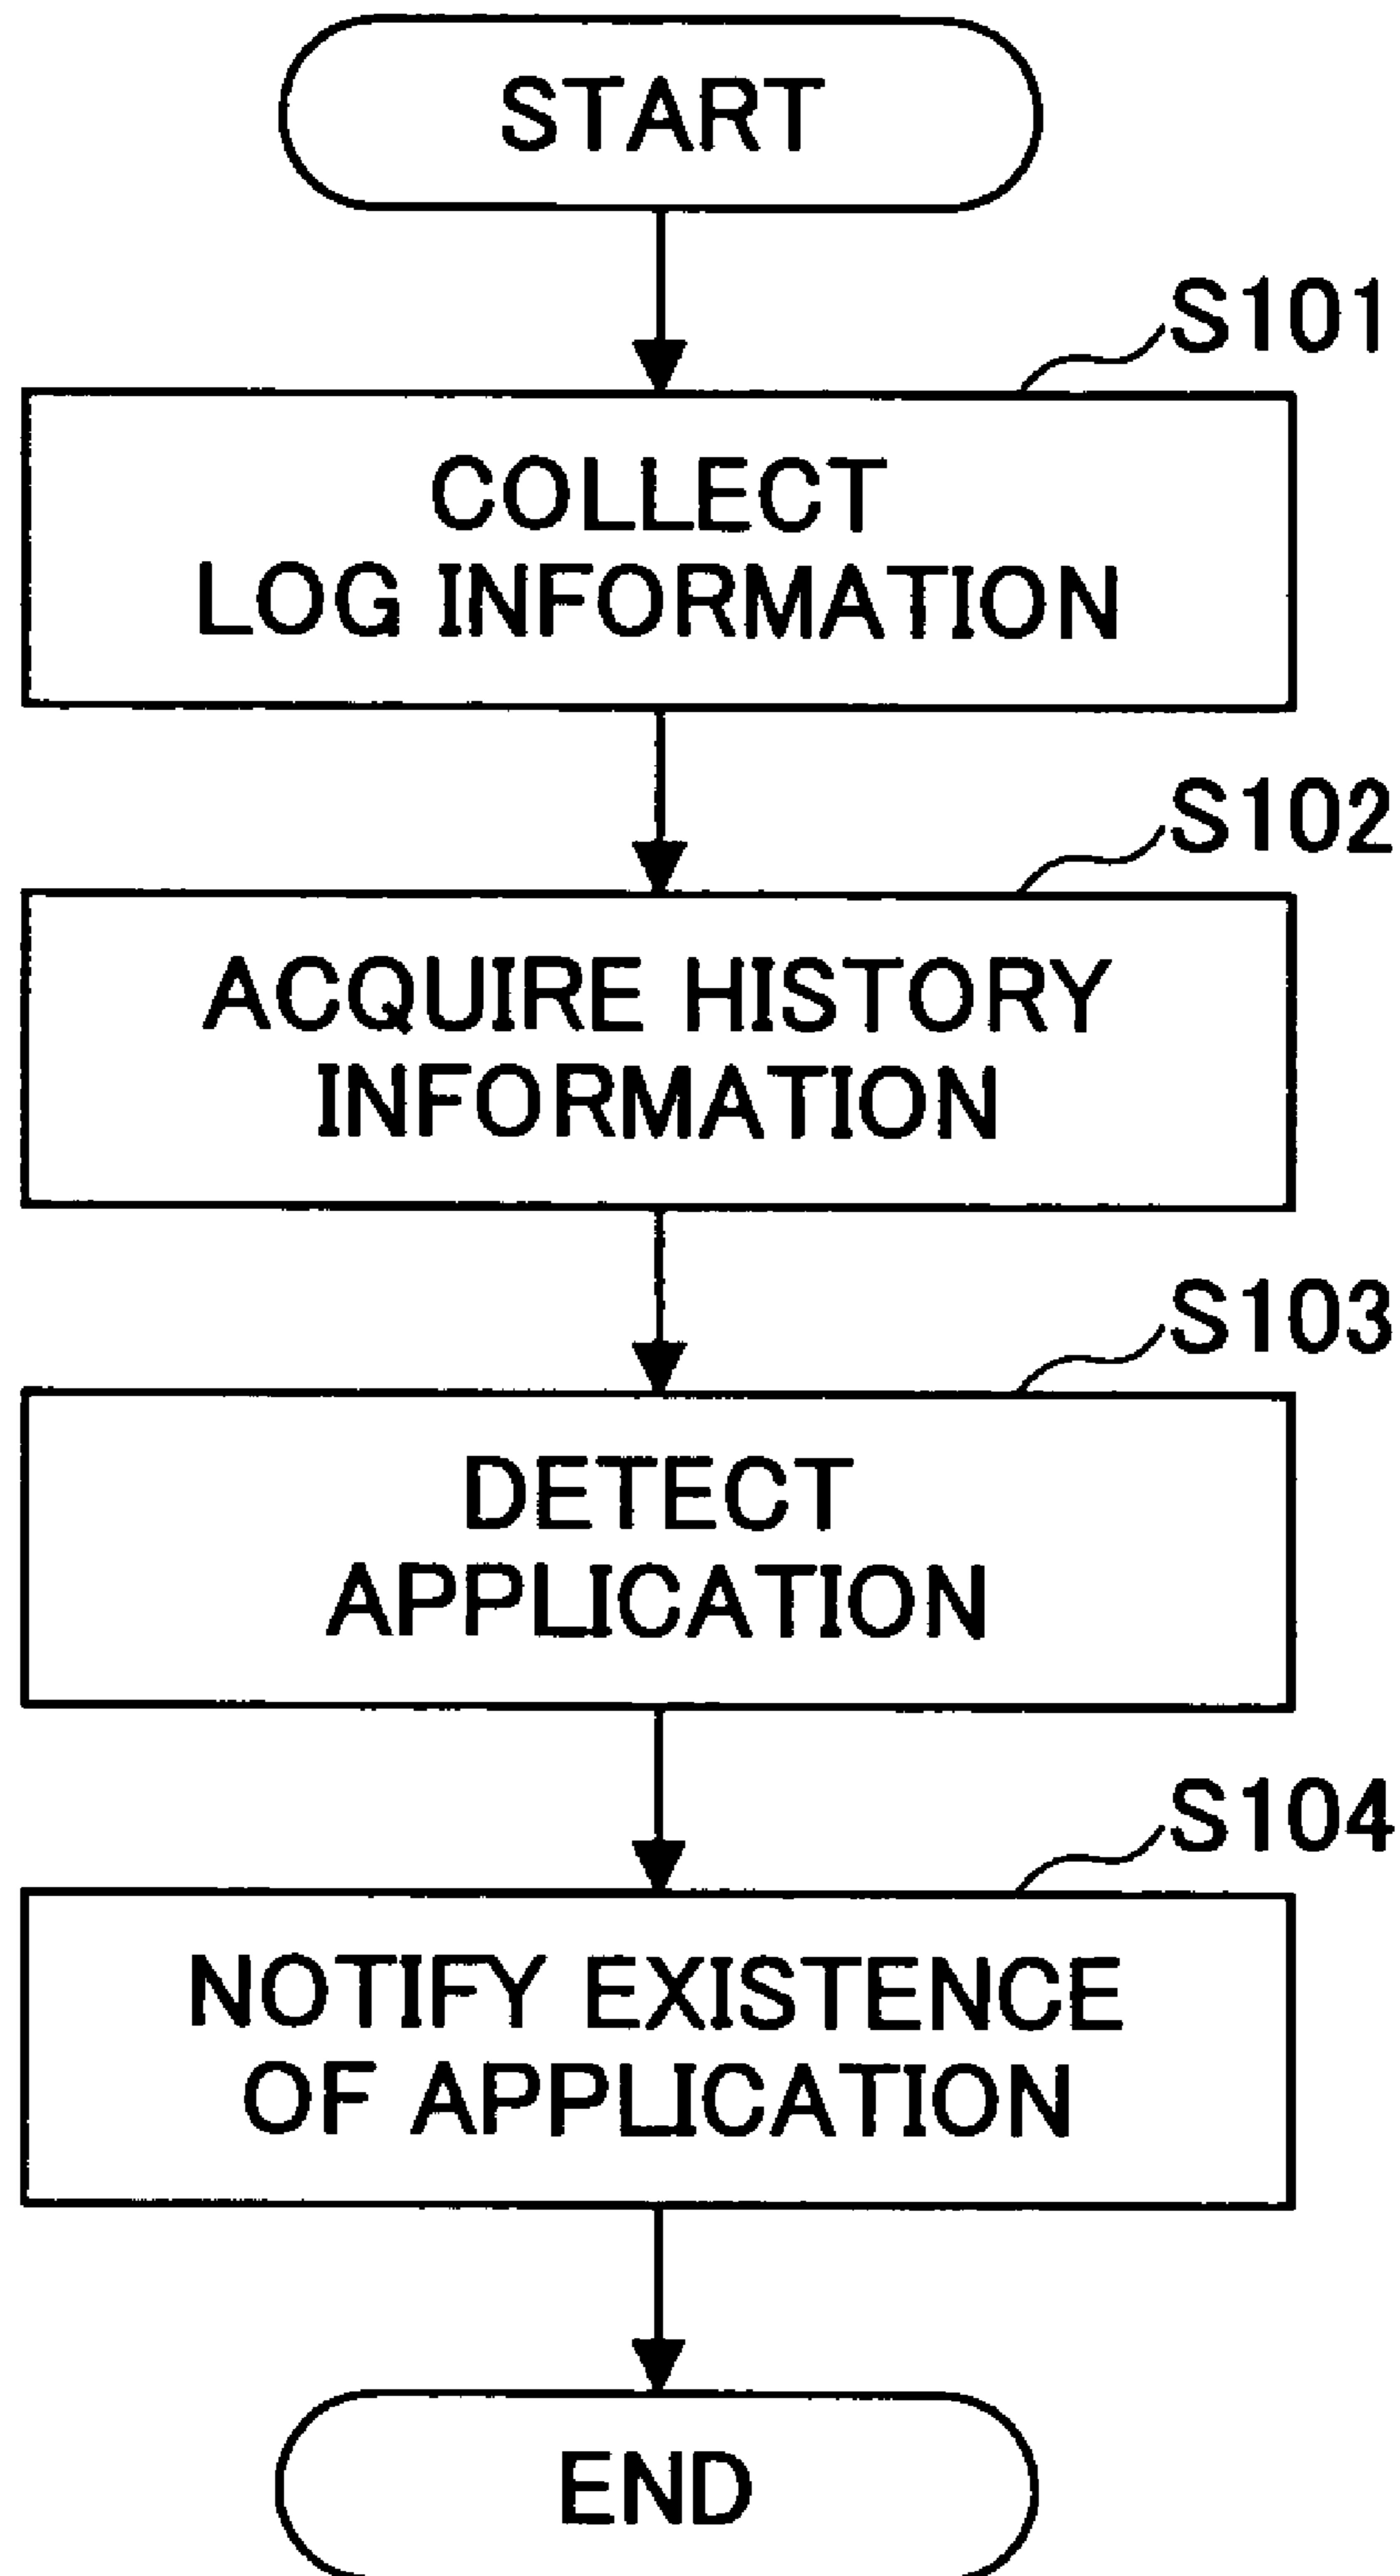 START
S101
COLLECT
LOG INFORMATION
S102
ACQUIRE HISTORY
INFORMATION
S103
DETECT
APPLICATION
S104
NOTIFY EXISTENCE
OF APPLICATION
END